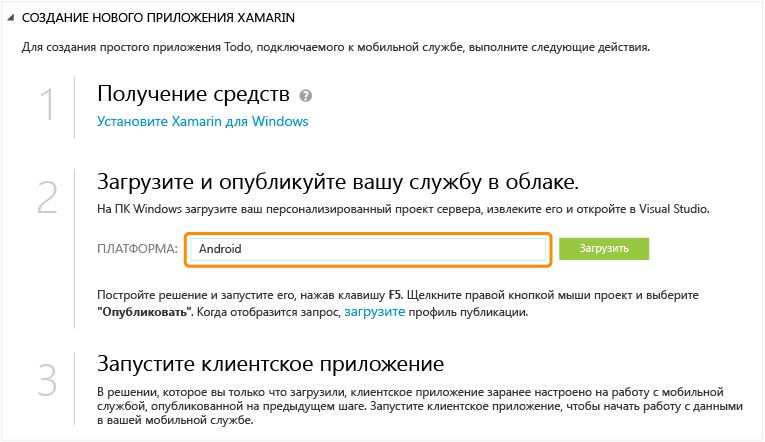 СОЗДАНИЕ НОВОГО ПРИЛОЖЕНИЯ XAMARIN
Для создания простого приложения Todo, подключаемого к мобильной службе, выполните следующие действия.
1
Получение средств ?
Установите Xamarin для Windows
2
Загрузите и опубликуйте вашу службу в облаке.
На ПК Windows загрузите ваш персонализированный проект сервера, извлеките его и откройте в Visual Studio.
ПЛАТФОРМА: Android Загрузить
Постройте решение и запустите его, нажав клавишу F5. Щелкните правой кнопкой мыши проект и выберите
"Опубликовать". Когда отобразится запрос, загрузите профиль публикации.
3
Запустите клиентское приложение
В решении, которое вы только что загрузили, клиентское приложение заранее настроено на работу с мобильной
службой, опубликованной на предыдущем шаге. Запустите клиентское приложение, чтобы начать работу с данными
в вашей мобильной службе.